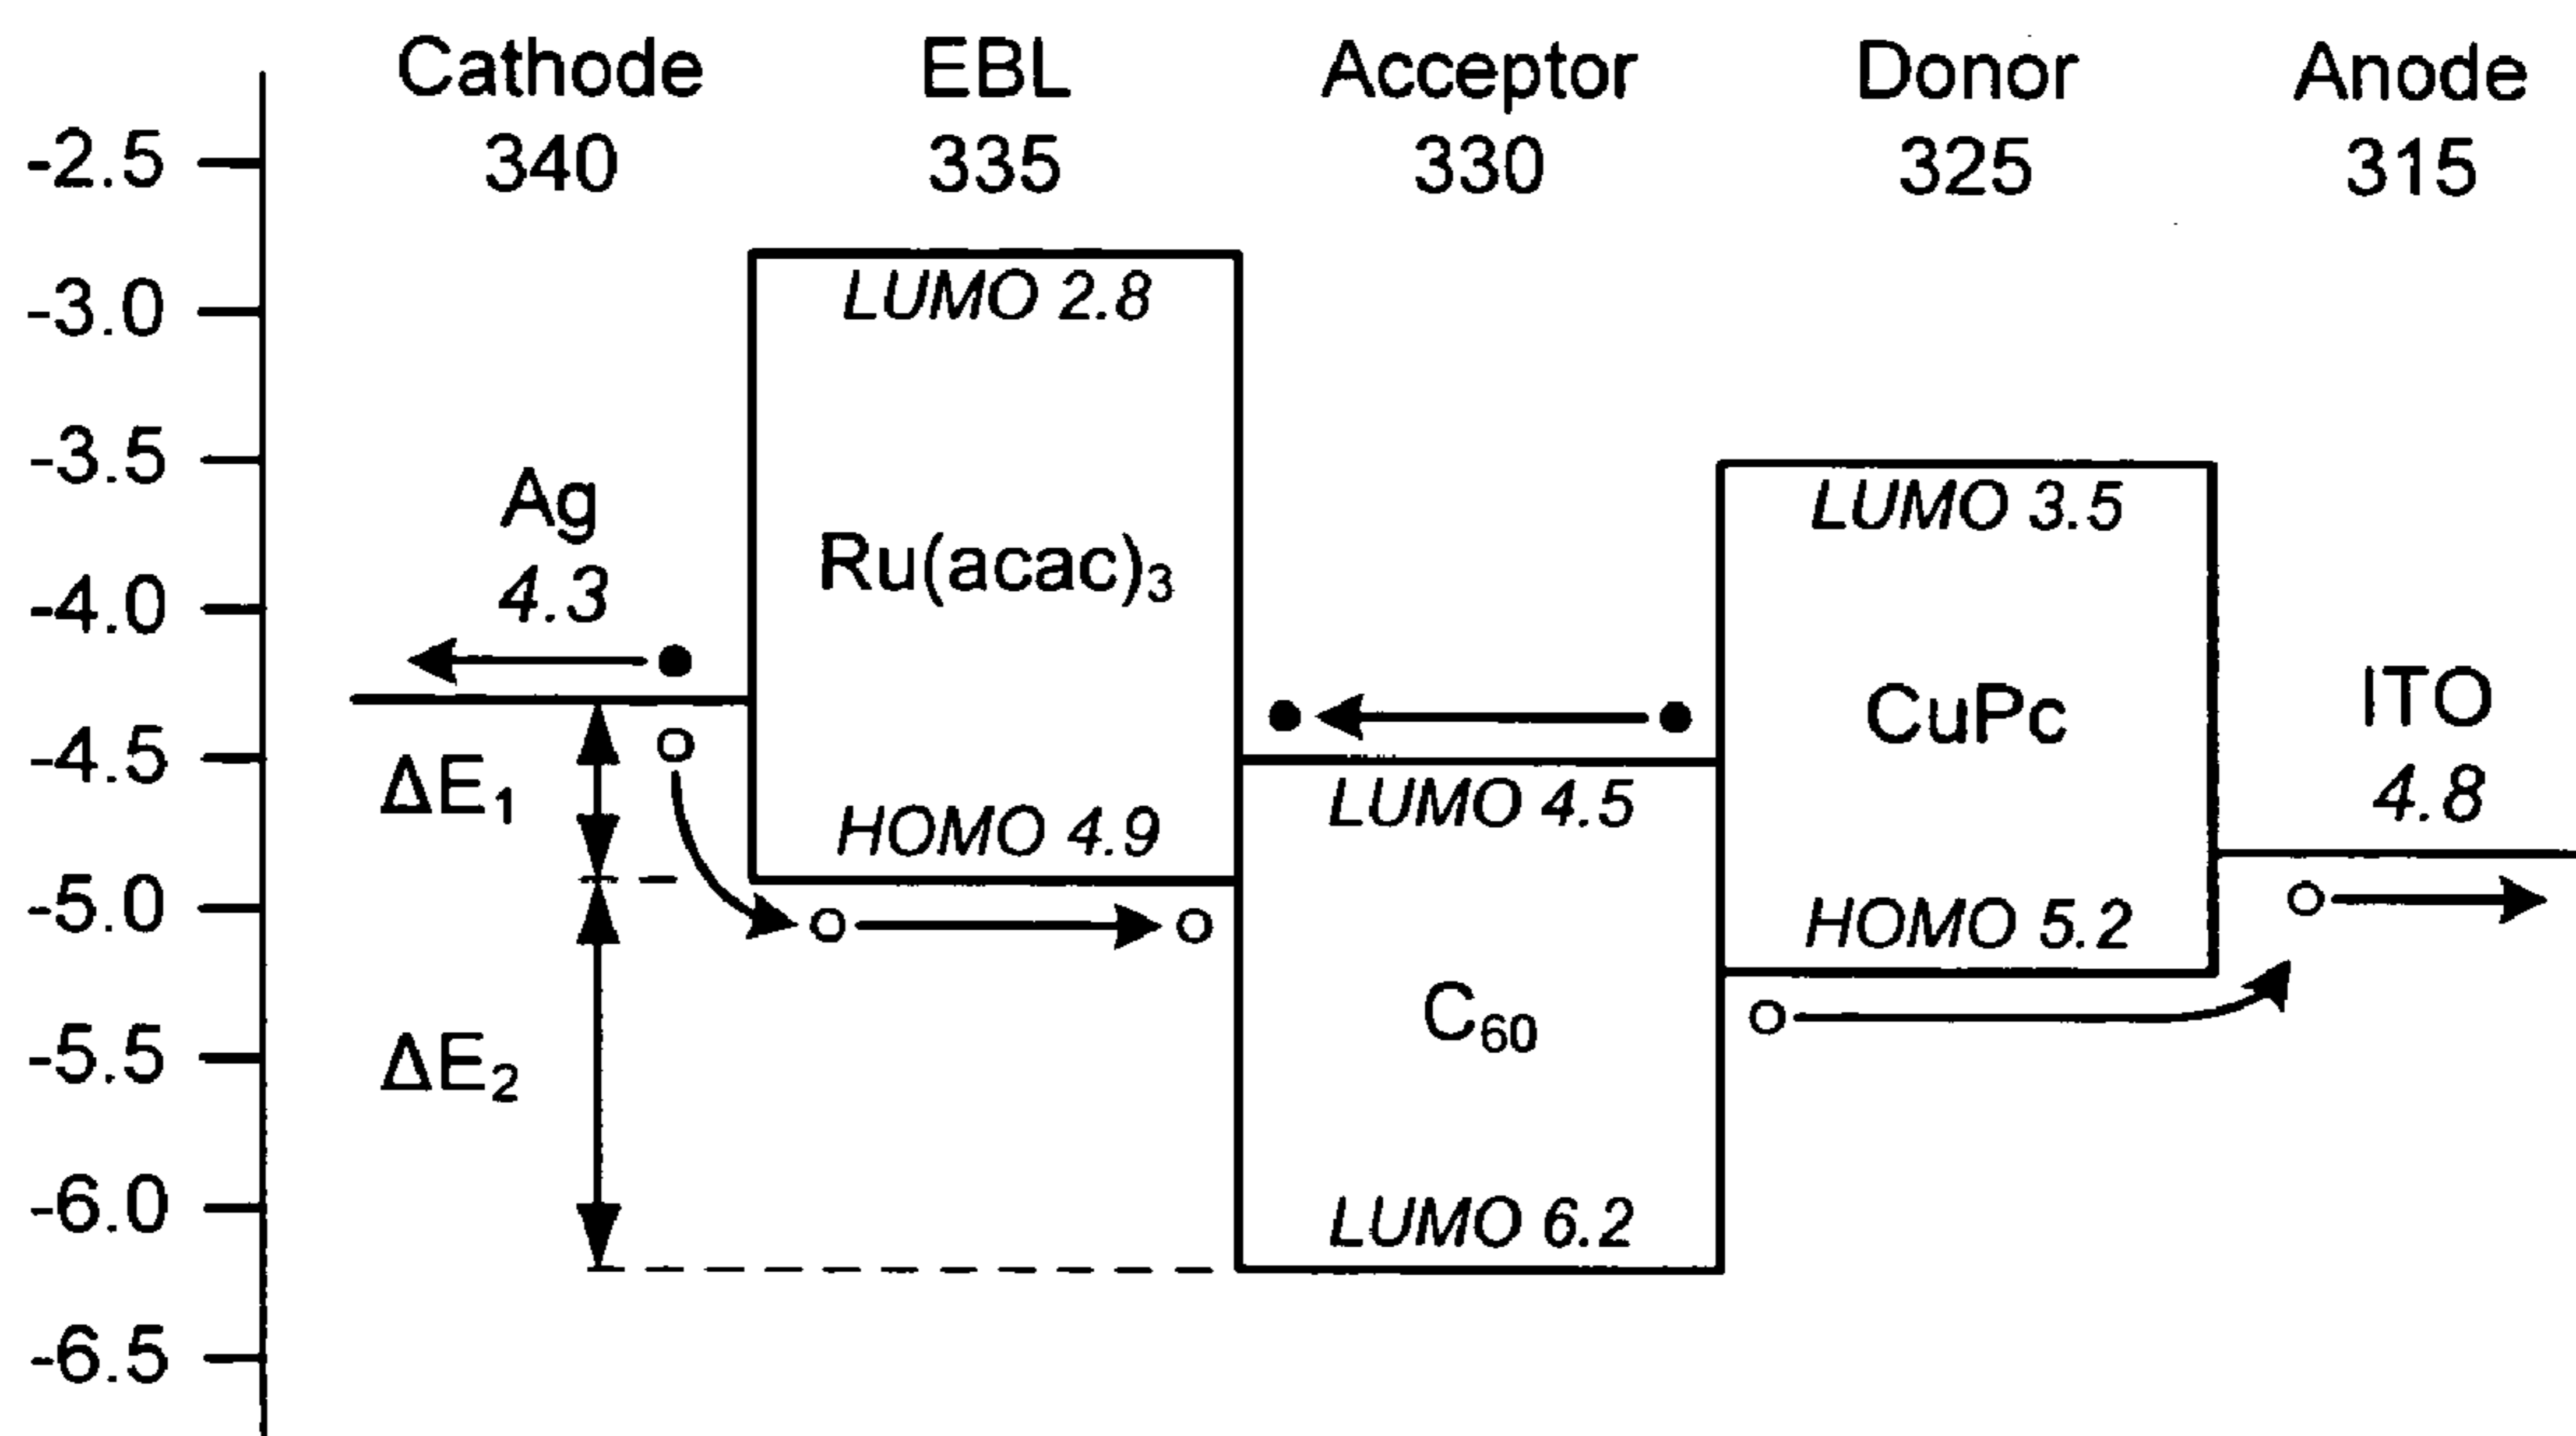 Cathode EBL Acceptor Donor Anode
340 335 330 325 315
-2.5
-3.0
-3.5
-4.0
-4.5
-5.0
-5.5
-6.0
-6.5
Ag
4.3
ΔE₁
ΔE₂
LUMO 2.8
Ru(acac)₃
HOMO 4.9
LUMO 4.5
C₆₀
LUMO 6.2
LUMO 3.5
CuPc
HOMO 5.2
ITO
4.8